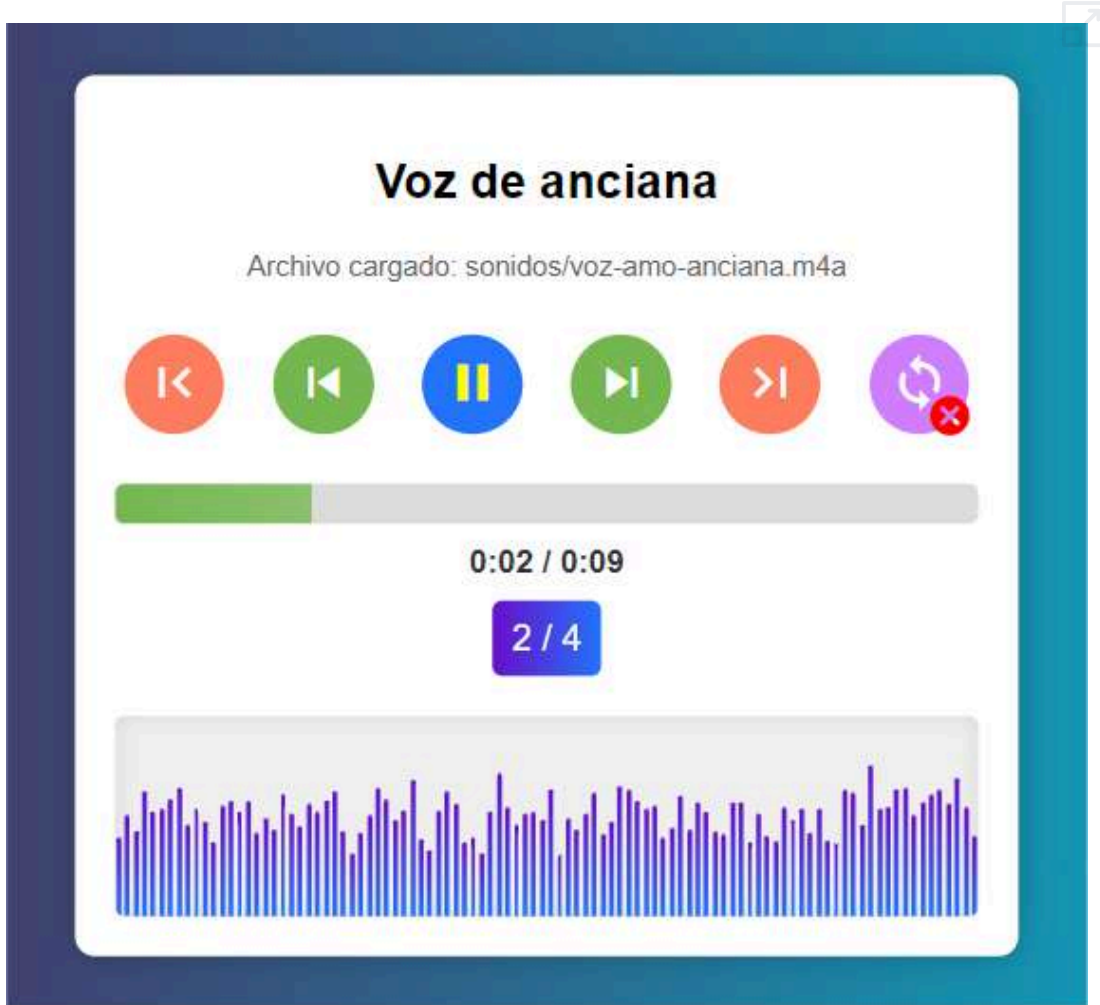 Voz de anciana
Archivo cargado: sonidos/voz-amo-anciana.m4a
0:02 / 0:09
2 / 4